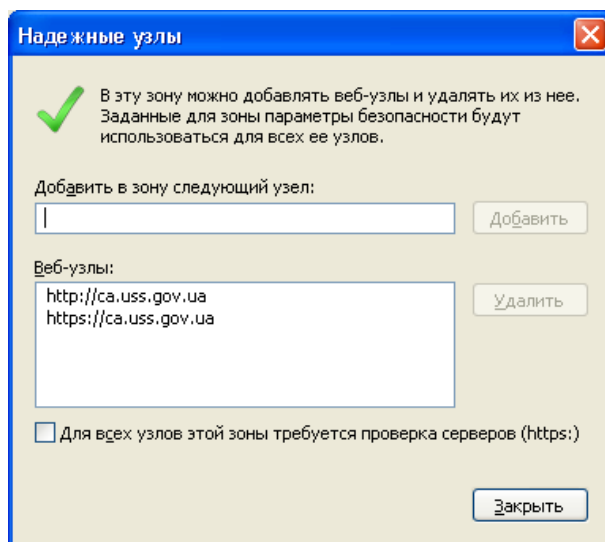 Надежные узлы
В эту зону можно добавлять веб-узлы и удалять их из нее.
Заданные для зоны параметры безопасности будут
использоваться для всех ее узлов.
Добавить в зону следующий узел:
Добавить
Веб-узлы:
http://ca.uss.gov.ua
https://ca.uss.gov.ua
Удалить
Для всех узлов этой зоны требуется проверка серверов (https:)
Закрыть